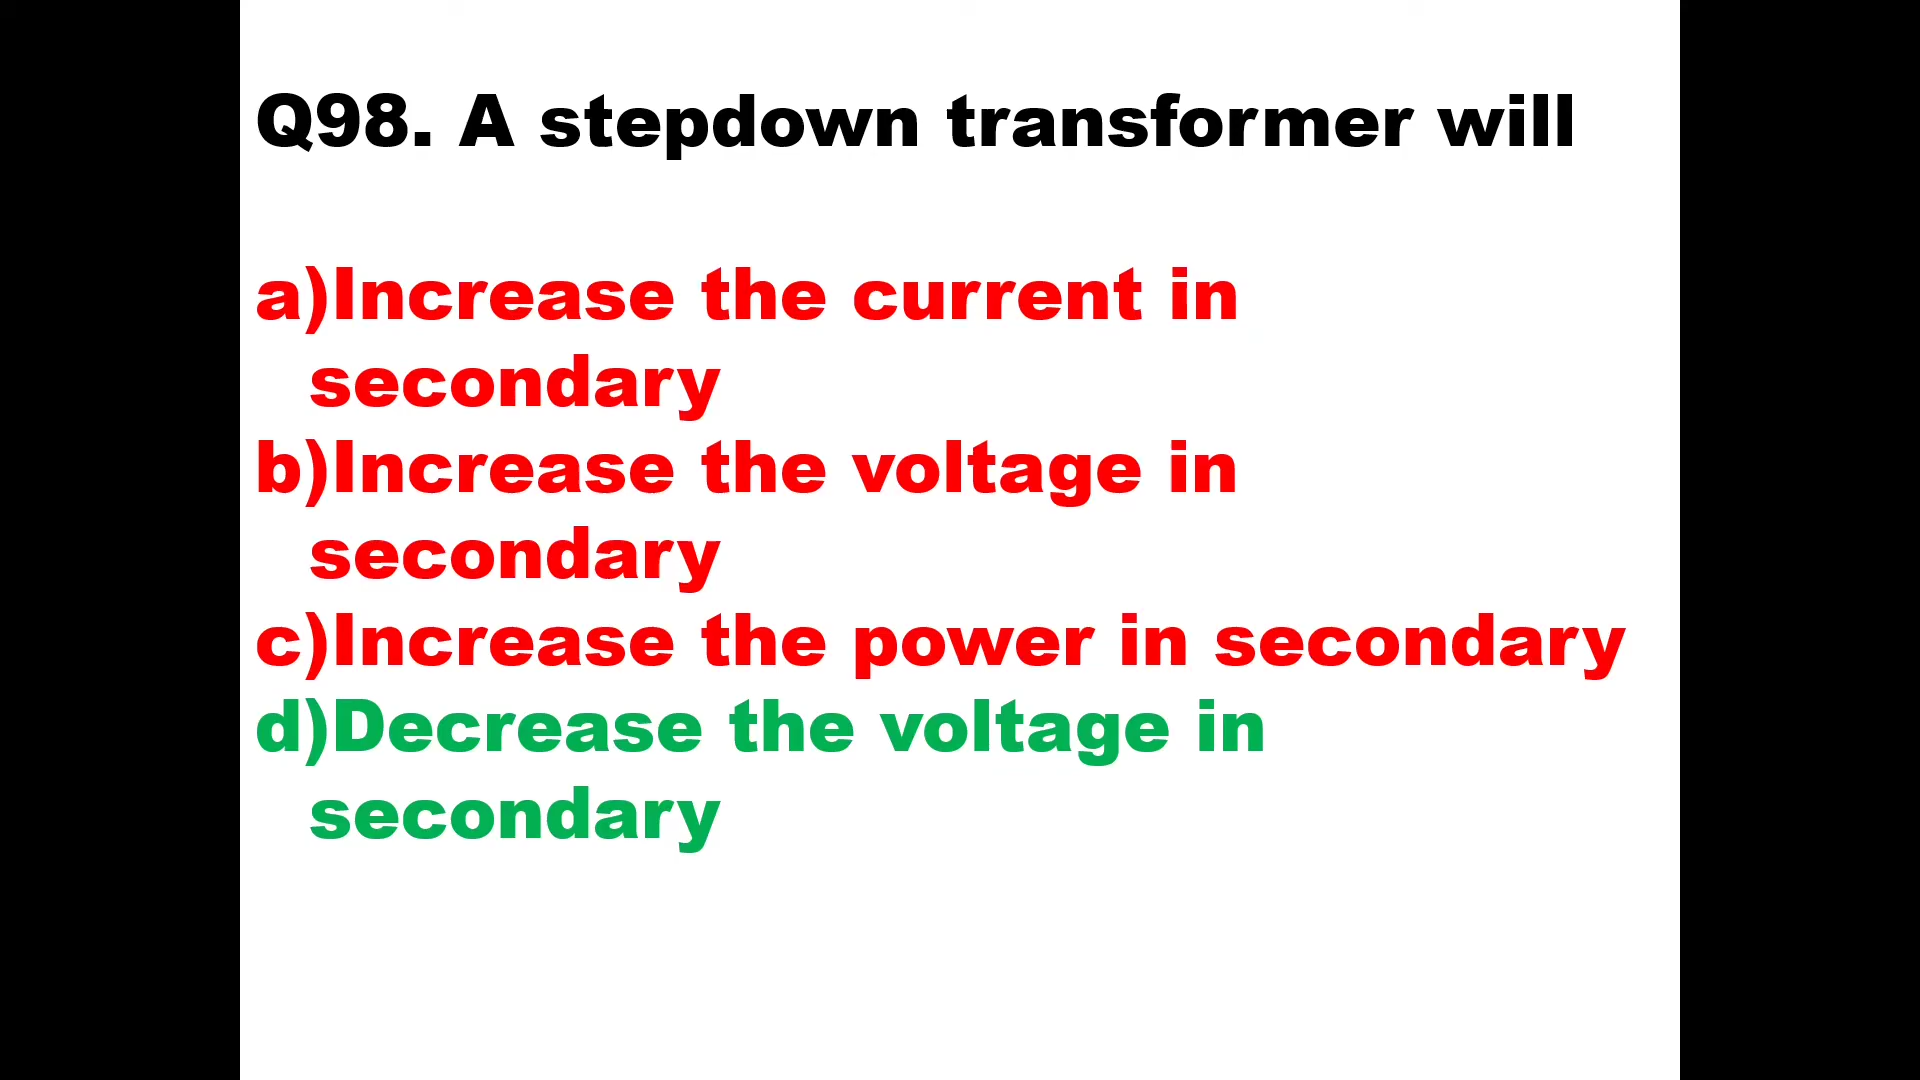 Q98. A stepdown transformer will
a)Increase the current in
secondary
b)Increase the voltage in
secondary
c)Increase the power in secondary
d)Decrease the voltage in
secondary